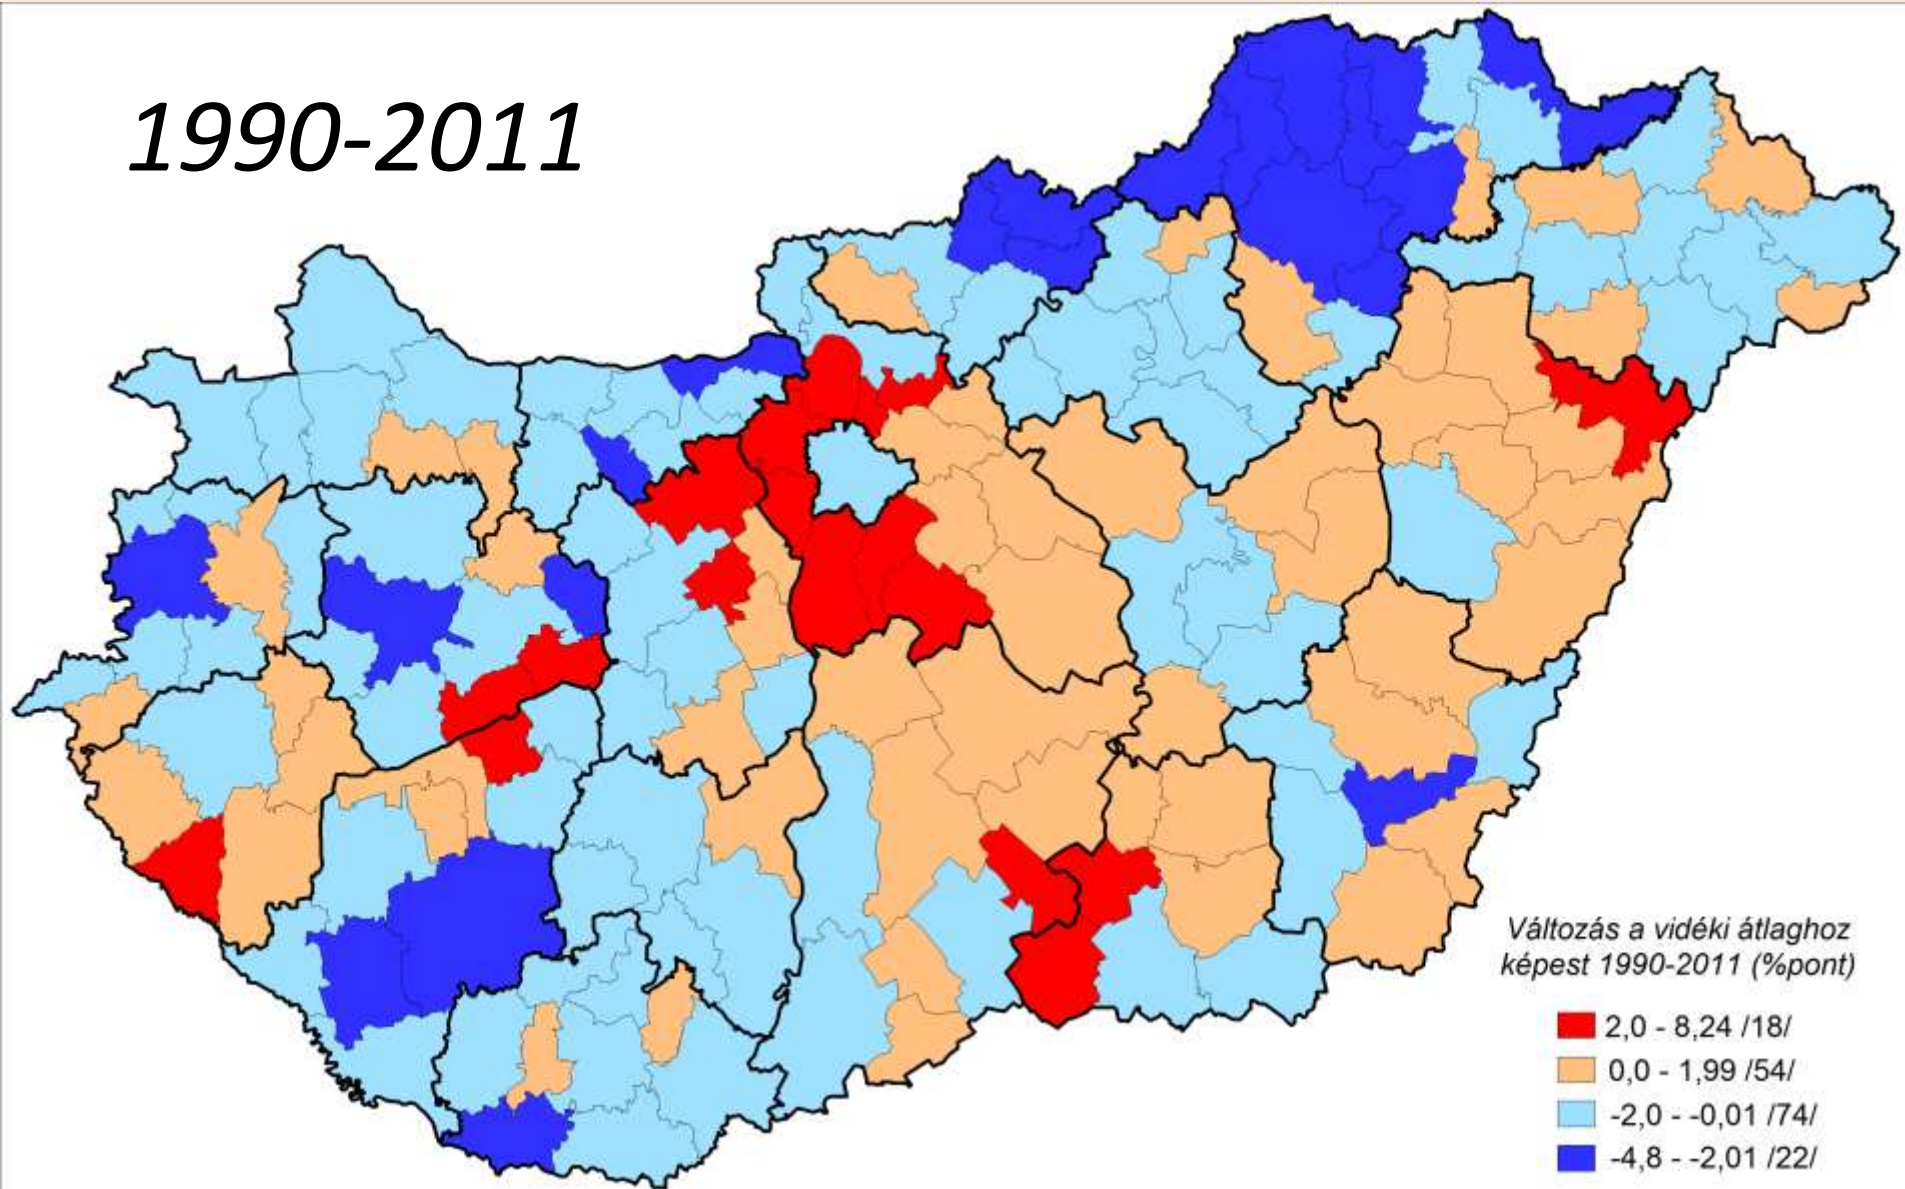 1990-2011
Változás a vidéki átlaghoz
képest 1990-2011 (%pont)
2,0 - 8,24 /18/
0,0 - 1,99 /54/
-2,0 - -0,01 /74/
-4,8 - -2,01 /22/